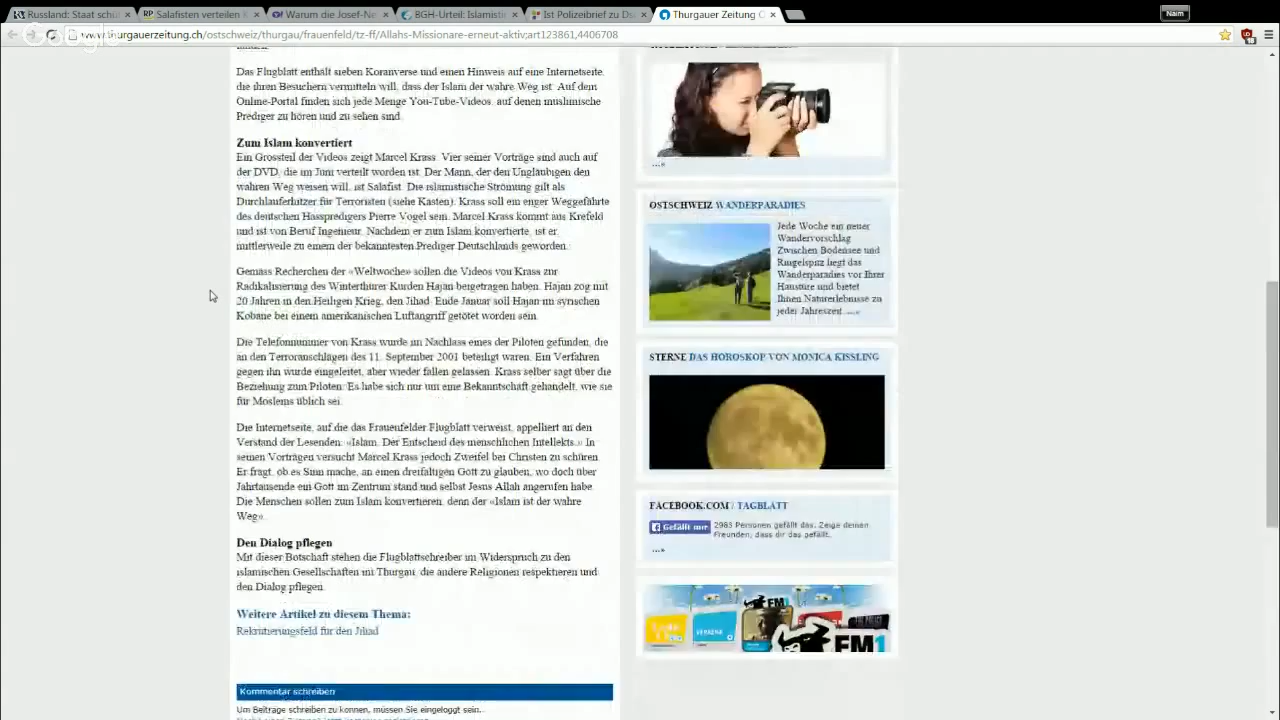 Russland: Staat schü
Salafisten verteilen K
Warum die Josef-Ne
BGH-Urteil: Islamiste
Ist Polizeibrief zu Ds
Thurgauer Zeitung O
Naim
Google
www.thurgauerzeitung.ch/ostschweiz/thurgau/frauenfeld/tz-ff/Allahs-Missionare-erneut-aktiv;art123861,4406708
Das Flugblatt enthält sieben Koranverse und einen Hinweis auf eine Internetseite,
die ihren Besuchern vermitteln will, dass der Islam der wahre Weg ist. Auf dem
Online-Portal finden sich jede Menge You-Tube-Videos, auf denen muslimische
Prediger zu hören und zu sehen sind.
Zum Islam konvertiert
Ein Grossteil der Videos zeigt Marcel Krass. Vier seiner Vorträge sind auch auf
der DVD, die im Juni verteilt worden ist. Der Mann, der den Ungläubigen den
wahren Weg weisen will, ist Salafist. Die islamistische Strömung gilt als
Durchlauferhitzer für Terroristen (siehe Kasten). Krass soll ein enger Weggefährte
des deutschen Hasspredigers Pierre Vogel sein. Marcel Krass kommt aus Krefeld
und ist von Beruf Ingenieur. Nachdem er zum Islam konvertierte, ist er
mittlerweile zu einem der bekanntesten Prediger Deutschlands geworden.
Gemäss Recherchen der «Weltwoche» sollen die Videos von Krass zur
Radikalisierung des Winterthurer Kurden Hajan beigetragen haben. Hajan zog mit
20 Jahren in den Heiligen Krieg, den Jihad. Ende Januar soll Hajan im syrischen
Kobane bei einem amerikanischen Luftangriff getötet worden sein.
Die Telefonnummer von Krass wurde im Nachlass eines der Piloten gefunden, die
an den Terroranschlägen des 11. September 2001 beteiligt waren. Ein Verfahren
gegen ihn wurde eingeleitet, aber wieder fallen gelassen. Krass selber sagt über die
Beziehung zum Piloten: Es habe sich nur um eine Bekanntschaft gehandelt, wie sie
für Moslems üblich sei.
Die Internetseite, auf die das Frauenfelder Flugblatt verweist, appelliert an den
Verstand der Lesenden: «Islam. Der Entscheid des menschlichen Intellekts.» In
seinen Vorträgen versucht Marcel Krass jedoch Zweifel bei Christen zu schüren.
Er fragt, ob es Sinn mache, an einen dreifaltigen Gott zu glauben, wo doch über
Jahrtausende ein Gott im Zentrum stand und selbst Jesus Allah angerufen habe.
Die Menschen sollen zum Islam konvertieren, denn der «Islam ist der wahre
Weg».
Den Dialog pflegen
Mit dieser Botschaft stehen die Flugblattschreiber im Widerspruch zu den
islamischen Gesellschaften im Thurgau, die andere Religionen respektieren und
den Dialog pflegen.
Weitere Artikel zu diesem Thema:
Rekrutierungsfeld für den Jihad
Kommentar schreiben
Um Beiträge schreiben zu können, müssen Sie eingeloggt sein.
...»
OSTSCHWEIZ WANDERPARADIES
Jede Woche ein neuer
Wandervorschlag
Zwischen Bodensee und
Ringelspitz liegt das
Wanderparadies vor Ihrer
Haustüre und bietet
Ihnen Naturerlebnisse zu
jeder Jahreszeit. ...»
STERNE DAS HOROSKOP VON MONICA KISSLING
FACEBOOK.COM / TAGBLATT
Gefällt mir
2983 Personen gefällt das. Zeige deinen
Freunden, dass dir das gefällt.
...»
FM1
FM1